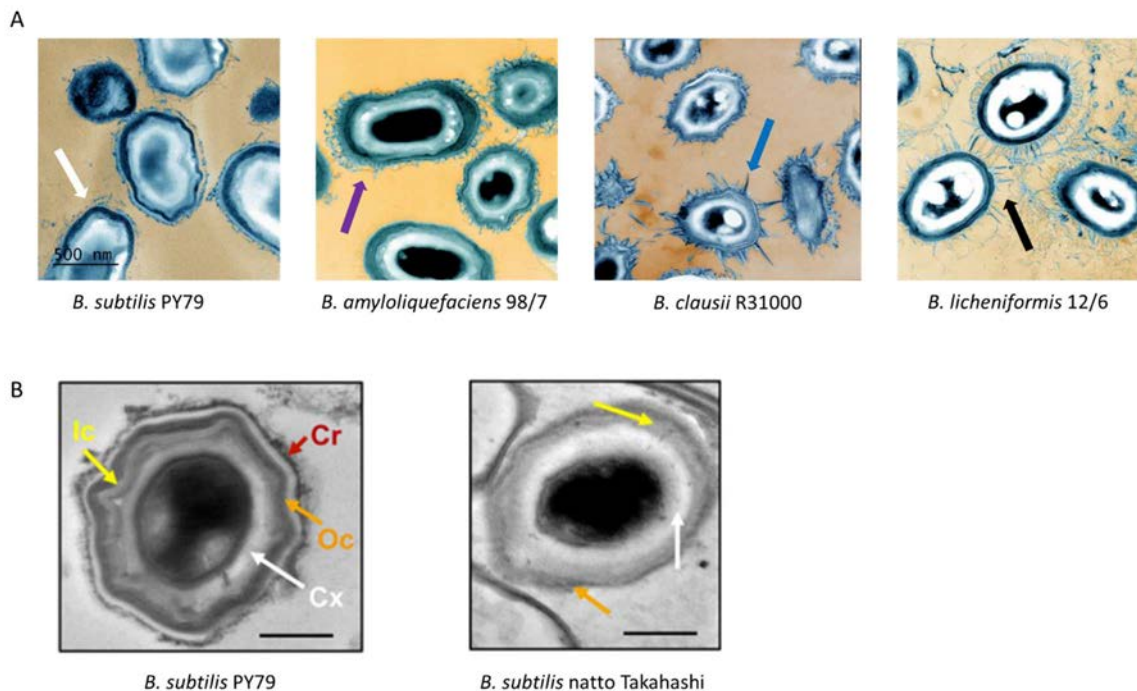 A
500 nm
B. subtilis PY79
B. amyloliquefaciens 98/7
B. clausii R31000
B. licheniformis 12/6
B
Ic
Cr
Oc
Cx
B. subtilis PY79
B. subtilis natto Takahashi